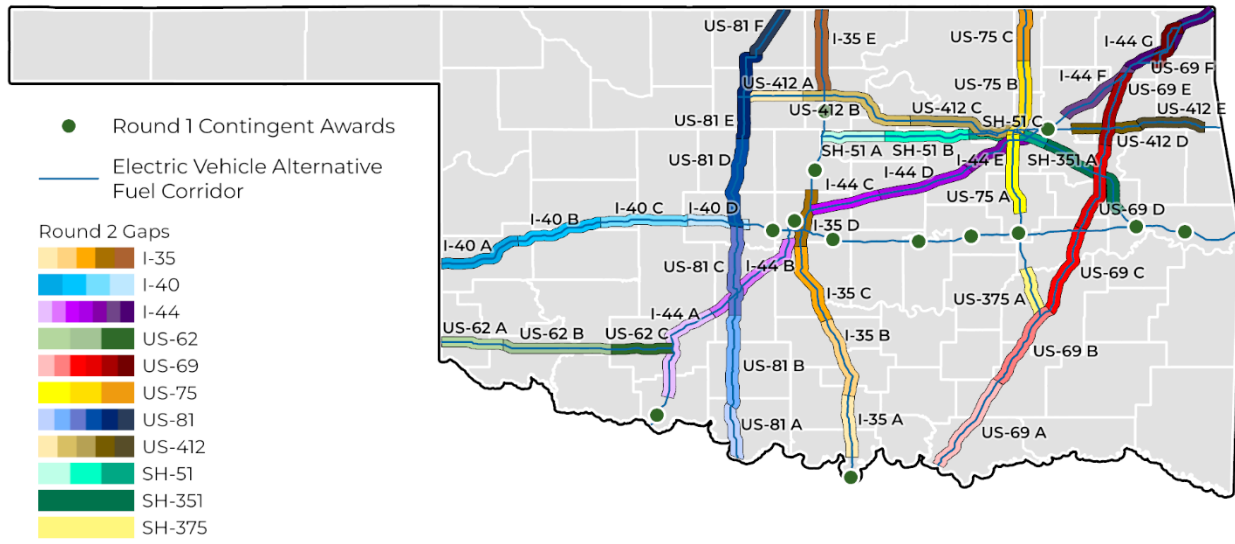 US-81 F
I-35 E
US-75 C
I-44 G
US-69 F
I-44 F
US-69 E
US-412 A
US-75 B
US-412 B
US-412 C
US-412 E
Round 1 Contingent Awards
US-81 E
SH-51 C
US-412 D
SH-51 A
SH-51 B
US-81 D
I-44 E
SH-351 A
Electric Vehicle Alternative
Fuel Corridor
I-44 D
I-44 C
US-75 A
I-40 C
I-40 D
I-40 B
US-69 D
I-35 D
Round 2 Gaps
I-40 A
I-35
US-81 C
I-44 B
US-69 C
I-40
I-35 C
US-375 A
I-44
I-44 A
US-62 A
US-62 B
US-62 C
I-35 B
US-62
US-69 B
US-69
US-81 B
US-75
US-81
US-81 A
I-35 A
US-69 A
US-412
SH-51
SH-351
SH-375